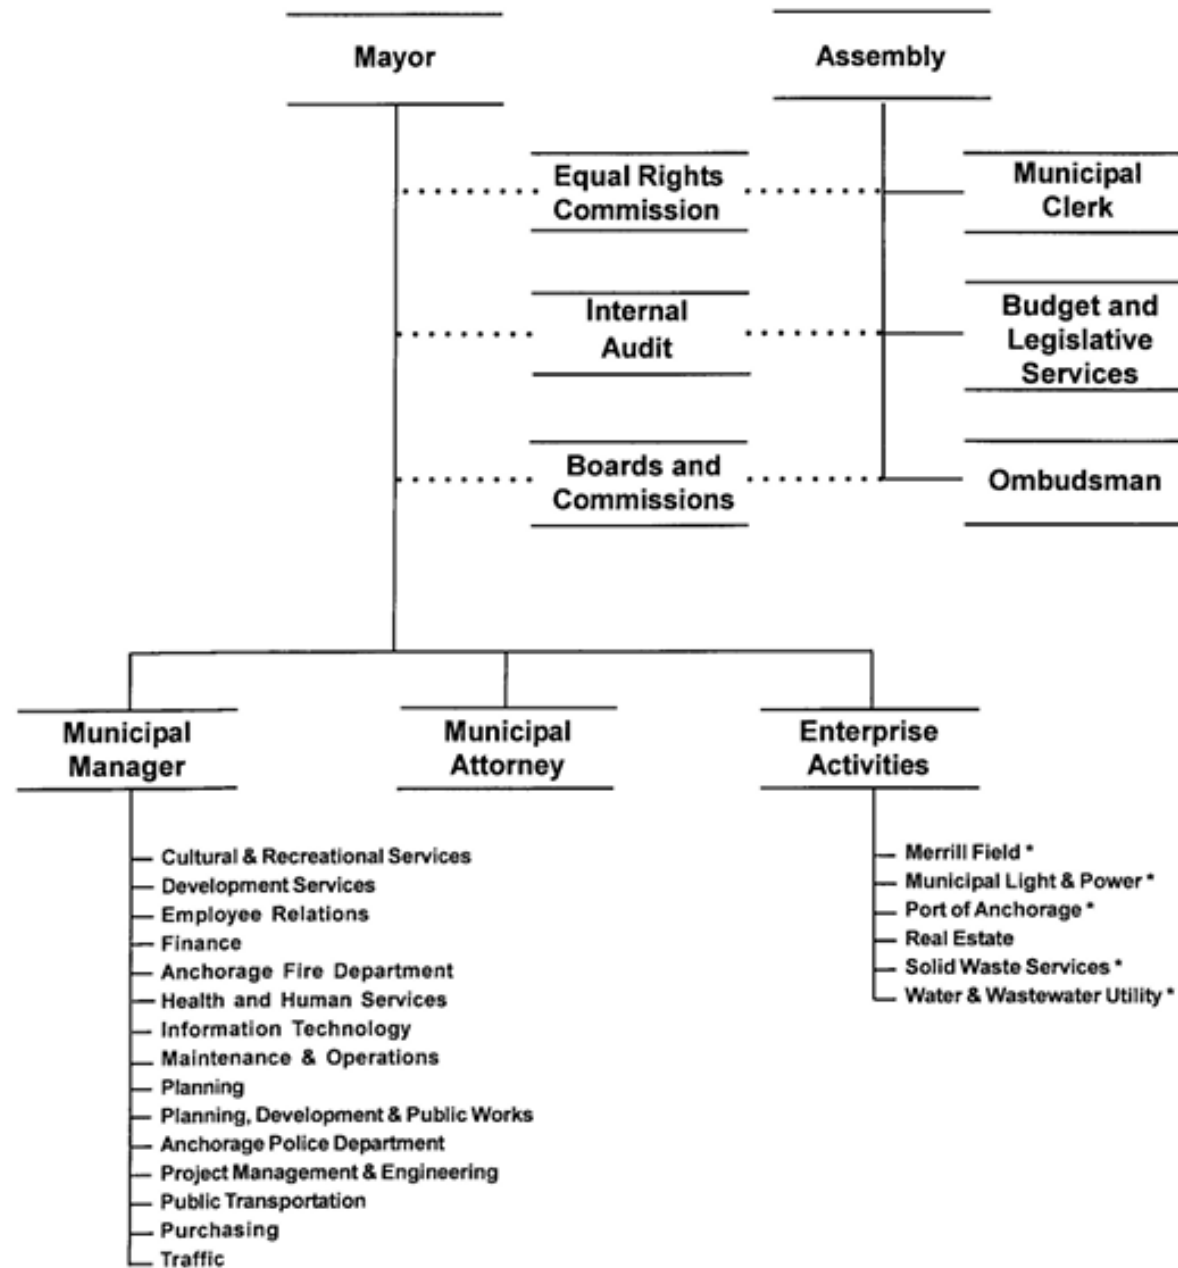 Mayor
Assembly
Equal Rights
Commission
Municipal
Clerk
Internal
Audit
Budget and
Legislative
Services
Boards and
Commissions
Ombudsman
Municipal
Manager
Municipal
Attorney
Enterprise
Activities
Cultural & Recreational Services
Development Services
Employee Relations
Finance
Anchorage Fire Department
Health and Human Services
Information Technology
Maintenance & Operations
Planning
Planning, Development & Public Works
Anchorage Police Department
Project Management & Engineering
Public Transportation
Purchasing
Traffic
Merrill Field *
Municipal Light & Power *
Port of Anchorage *
Real Estate
Solid Waste Services *
Water & Wastewater Utility *